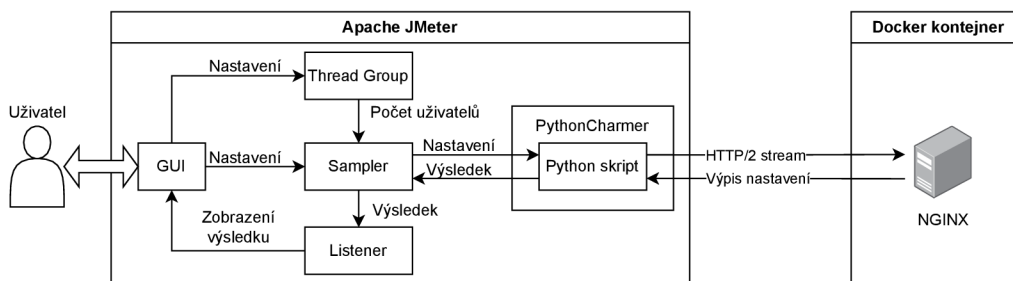 Apache JMeter
Docker kontejner
Nastavení
Thread Group
Uživatel
Počet uživatelů
PythonCharmer
GUI
Nastavení
Sampler
Nastavení
Výsledek
Python skript
HTTP/2 stream
Výpis nastavení
Zobrazení
výsledku
Výsledek
NGINX
Listener